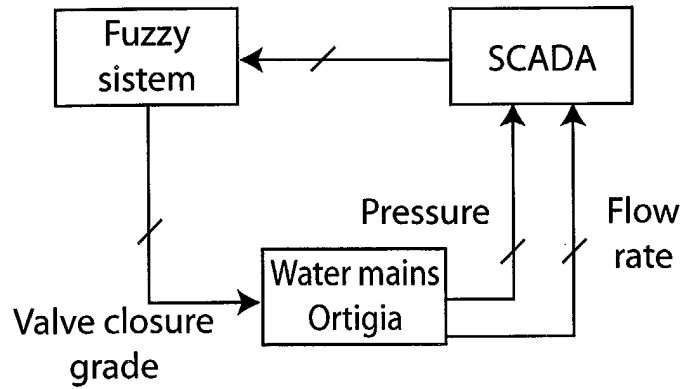 Fuzzy
sistem
SCADA
Pressure
Flow
rate
Water mains
Ortigia
Valve closure
grade